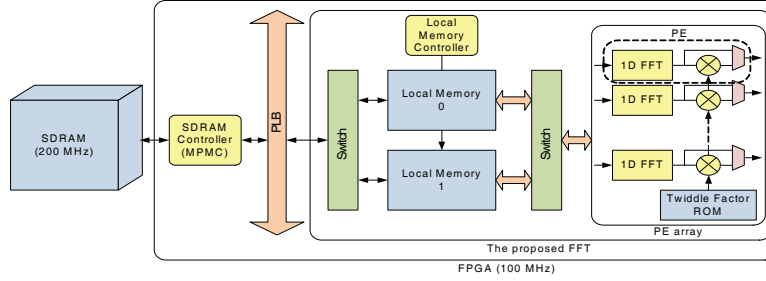 SDRAM
(200 MHz)
SDRAM
Controller
(MPMC)
PLB
Switch
Local
Memory
Controller
Local Memory
0
Local Memory
1
Switch
PE
1D FFT
1D FFT
1D FFT
Twiddle Factor
ROM
PE array
The proposed FFT
FPGA (100 MHz)